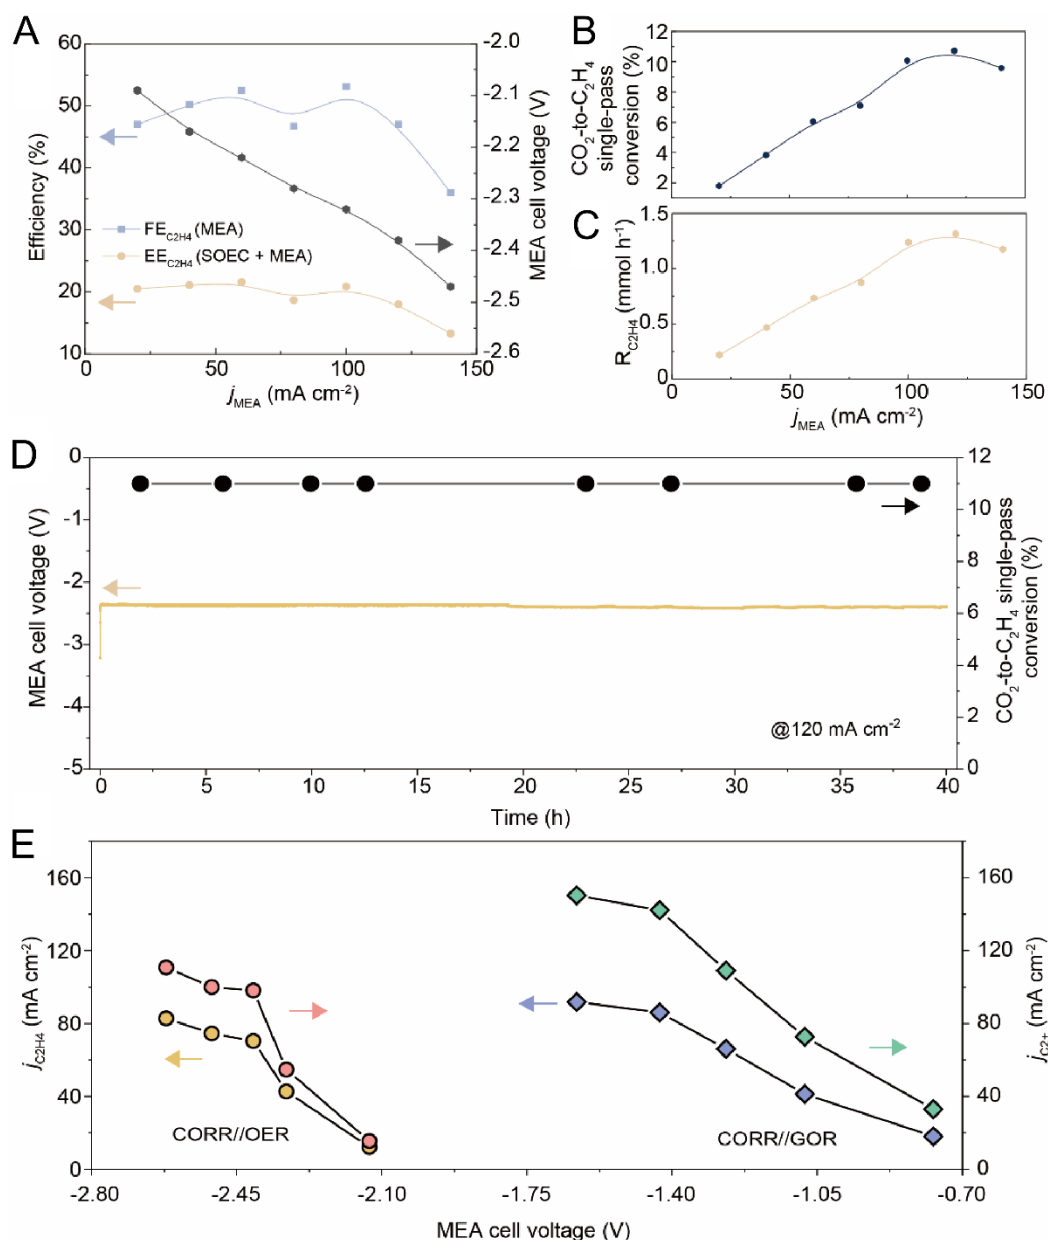 A
60
50
40
30
20
10
Efficiency (%)
-2.0
-2.1
-2.2
-2.3
-2.4
-2.5
-2.6
MEA cell voltage (V)
FE_C2H4 (MEA)
EE_C2H4 (SOEC + MEA)
0
50
100
150
j_MEA (mA cm⁻²)
B
12
10
8
6
4
2
CO₂-to-C₂H₄
single-pass
conversion (%)
C
1.5
1.0
0.5
0
R_C2H4 (mmol h⁻¹)
0
50
100
150
j_MEA (mA cm⁻²)
D
0
-1
-2
-3
-4
-5
MEA cell voltage (V)
12
10
8
6
4
2
0
CO₂-to-C₂H₄ single-pass
conversion (%)
@120 mA cm⁻²
0
5
10
15
20
25
30
35
40
Time (h)
E
160
120
80
40
0
j_C2H4 (mA cm⁻²)
160
120
80
40
0
j_C2+ (mA cm⁻²)
CORR//OER
CORR//GOR
-2.80
-2.45
-2.10
-1.75
-1.40
-1.05
-0.70
MEA cell voltage (V)